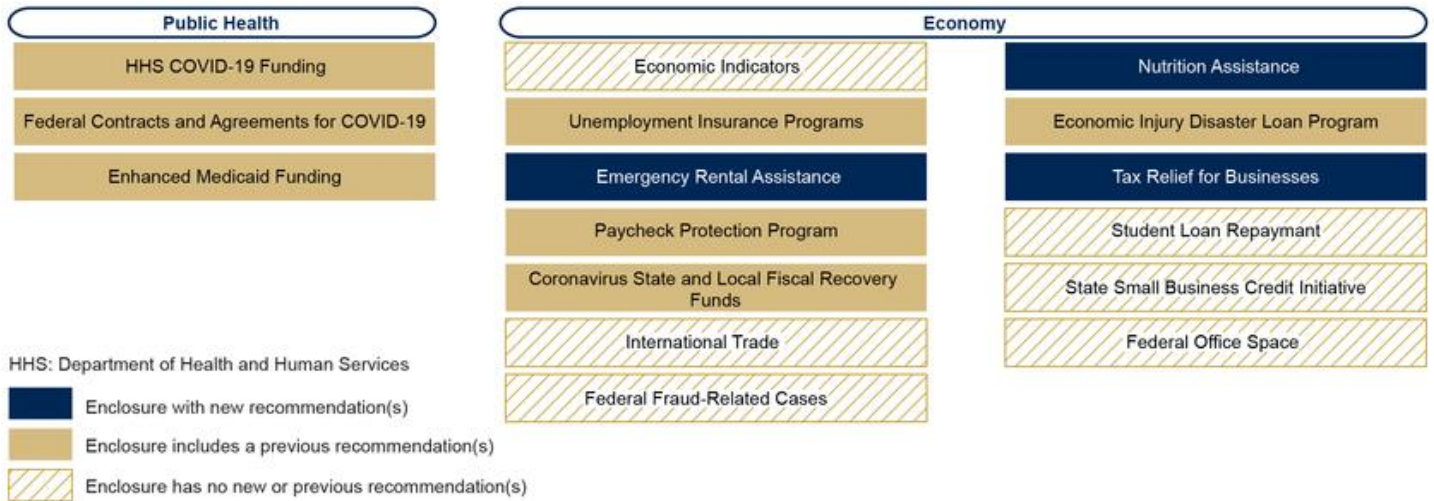 Public Health
HHS COVID-19 Funding
Federal Contracts and Agreements for COVID-19
Enhanced Medicaid Funding
Economy
Economic Indicators
Unemployment Insurance Programs
Emergency Rental Assistance
Paycheck Protection Program
Coronavirus State and Local Fiscal Recovery
Funds
International Trade
Federal Fraud-Related Cases
Nutrition Assistance
Economic Injury Disaster Loan Program
Tax Relief for Businesses
Student Loan Repaymant
State Small Business Credit Initiative
Federal Office Space
HHS: Department of Health and Human Services
Enclosure with new recommendation(s)
Enclosure includes a previous recommendation(s)
Enclosure has no new or previous recommendation(s)